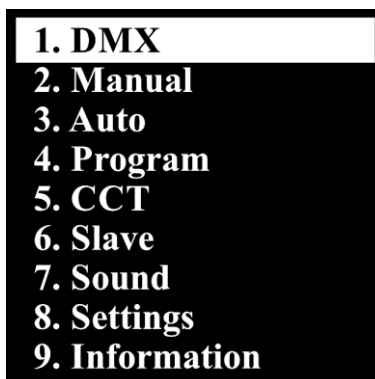 1. DMX
2. Manual
3. Auto
4. Program
5. CCT
6. Slave
7. Sound
8. Settings
9. Information